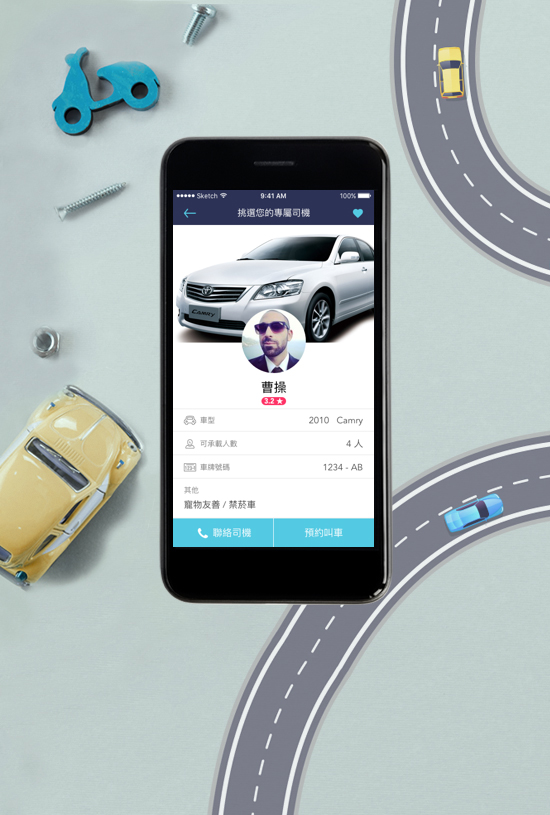 Sketch 9:41 AM 100%
挑選您的專屬司機
CAMRY
曹操
3.2 ★
車型 2010 Camry
可承載人數 4 人
車牌號碼 1234 - AB
其他
寵物友善 / 禁菸車
聯絡司機 預約叫車